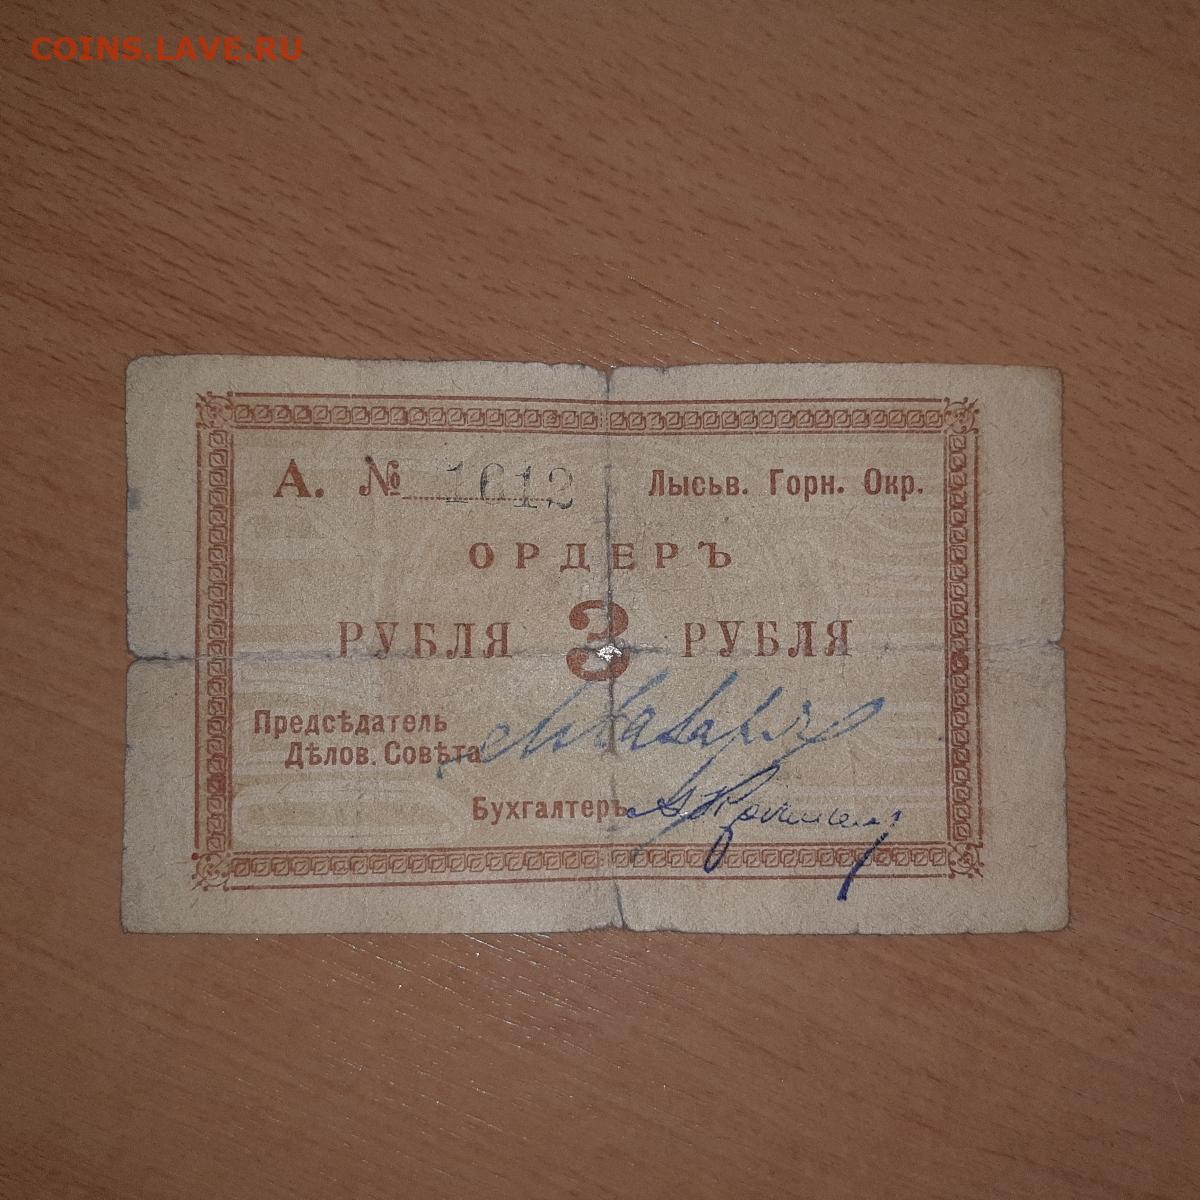 COINS.LAVE.RU
А. № 1612 Лысьв. Горн. Окр.
ОРДЕРЪ
РУБЛЯ 3 РУБЛЯ
Предсѣдатель
Дѣлов. Совѣта
Бухгалтеръ